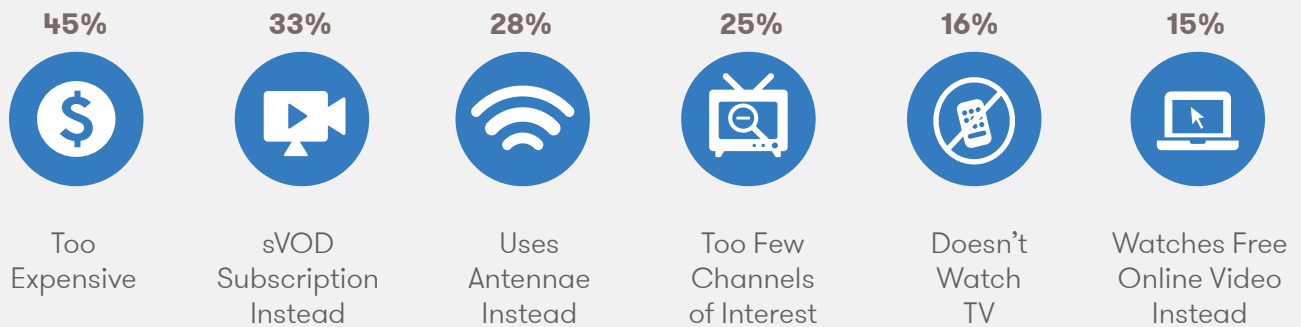 45% 33% 28% 25% 16% 15%
Too Expensive
sVOD Subscription Instead
Uses Antennae Instead
Too Few Channels of Interest
Doesn't Watch TV
Watches Free Online Video Instead